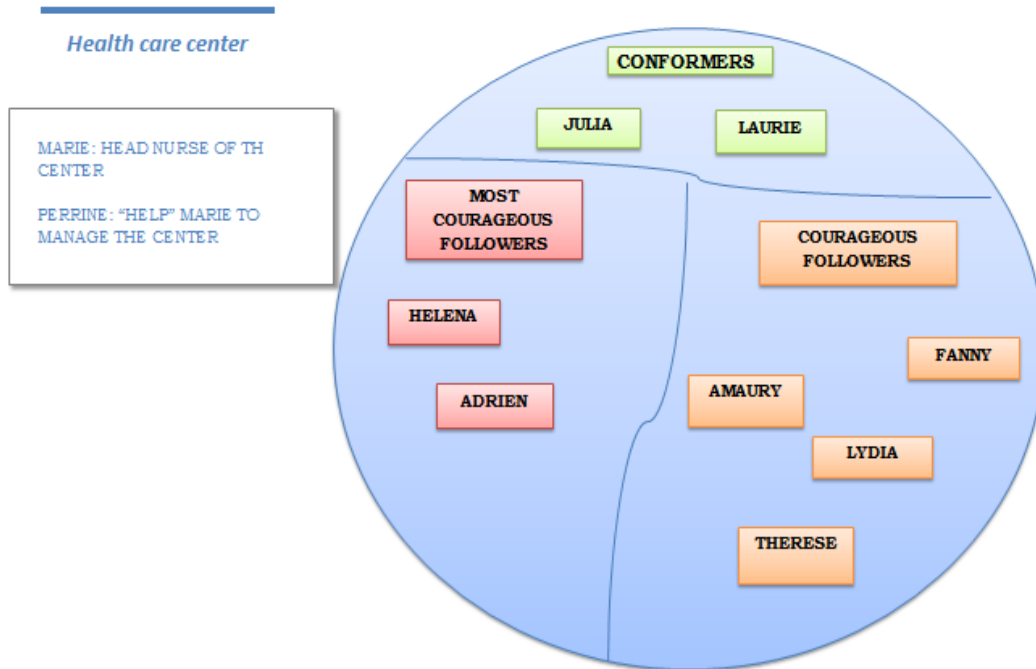 Health care center
MARIE: HEAD NURSE OF TH
CENTER
PERRINE: “HELP” MARIE TO
MANAGE THE CENTER
CONFORMERS
JULIA
LAURIE
MOST
COURAGEOUS
FOLLOWERS
HELENA
ADRIEN
COURAGEOUS
FOLLOWERS
FANNY
AMAURY
LYDIA
THERESE